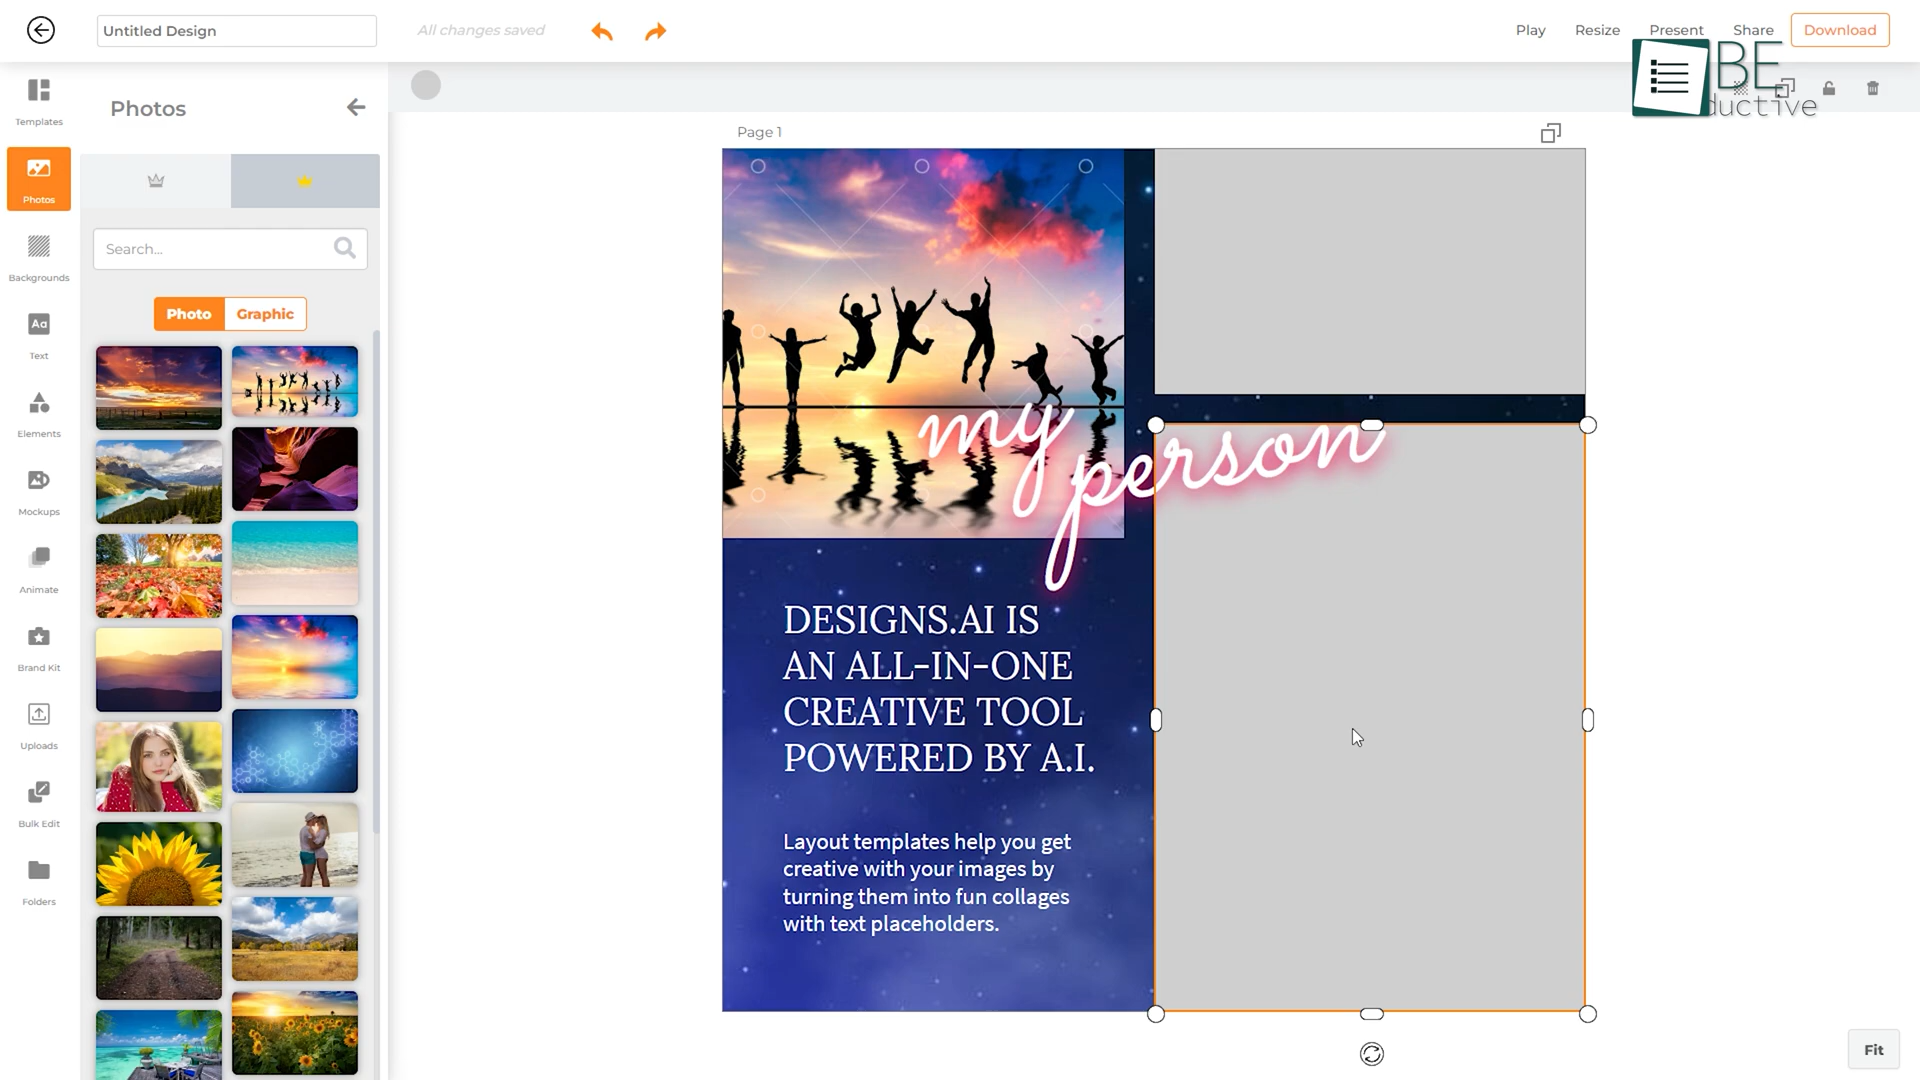 Untitled Design
All changes saved
Play
Resize
Present
Share
Download
BE
ductive
Templates
Photos
Backgrounds
Text
Elements
Mockups
Animate
Brand Kit
Uploads
Bulk Edit
Folders
Photos
Search...
Photo
Graphic
Page 1
my
person
DESIGNS.AI IS
AN ALL-IN-ONE
CREATIVE TOOL
POWERED BY A.I.
Layout templates help you get
creative with your images by
turning them into fun collages
with text placeholders.
Aa
Fit